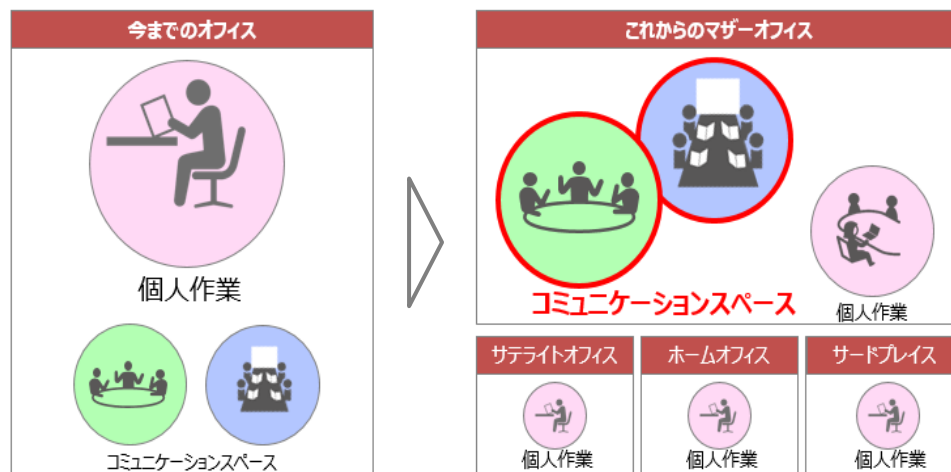 今までのオフィス
個人作業
コミュニケーションスペース
これからのマザーオフィス
コミュニケーションスペース
個人作業
サテライトオフィス
個人作業
ホームオフィス
個人作業
サードプレイス
個人作業